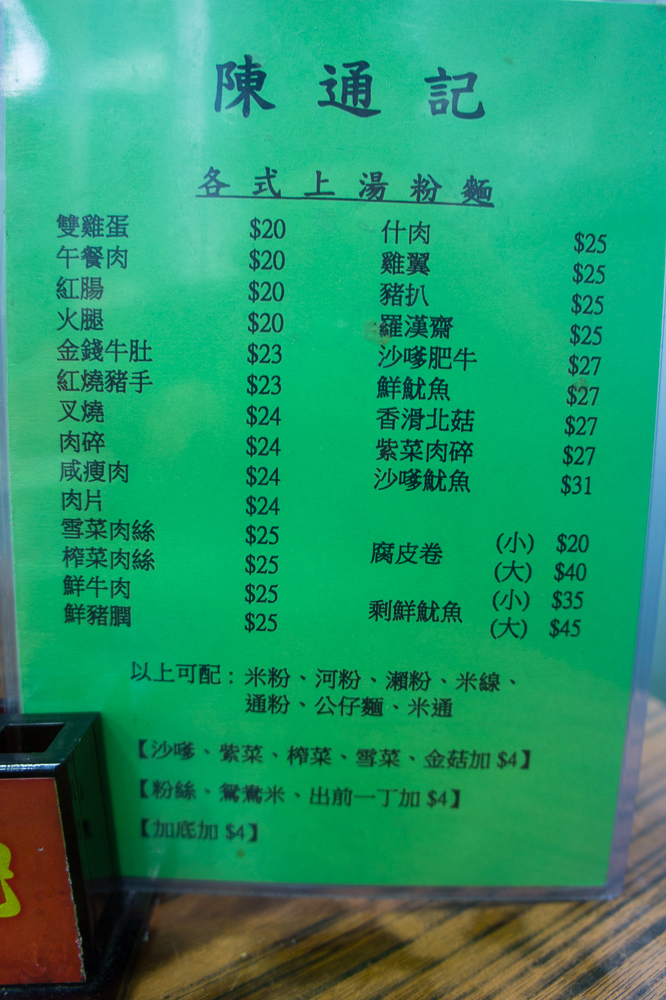 陳通記
各式上湯粉麵
雙雞蛋 $20
午餐肉 $20
紅腸 $20
火腿 $20
金錢牛肚 $23
紅燒豬手 $23
叉燒 $24
肉碎 $24
咸瘦肉 $24
肉片 $24
雪菜肉絲 $25
榨菜肉絲 $25
鮮牛肉 $25
鮮豬膶 $25
什肉 $25
雞翼 $25
豬扒 $25
羅漢齋 $25
沙嗲肥牛 $27
鮮魷魚 $27
香滑北菇 $27
紫菜肉碎 $27
沙嗲魷魚 $31
腐皮卷 (小) $20
(大) $40
剩鮮魷魚 (小) $35
(大) $45
以上可配：米粉、河粉、瀨粉、米線、
通粉、公仔麵、米通
【沙嗲、紫菜、榨菜、雪菜、金菇加 $4】
【粉絲、鴛鴦米、出前一丁加 $4】
【加底加 $4】